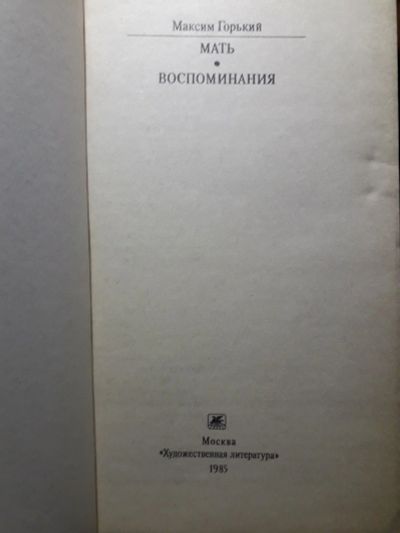 Максим Горький
МАТЬ
•
ВОСПОМИНАНИЯ
Москва
«Художественная литература»
1985